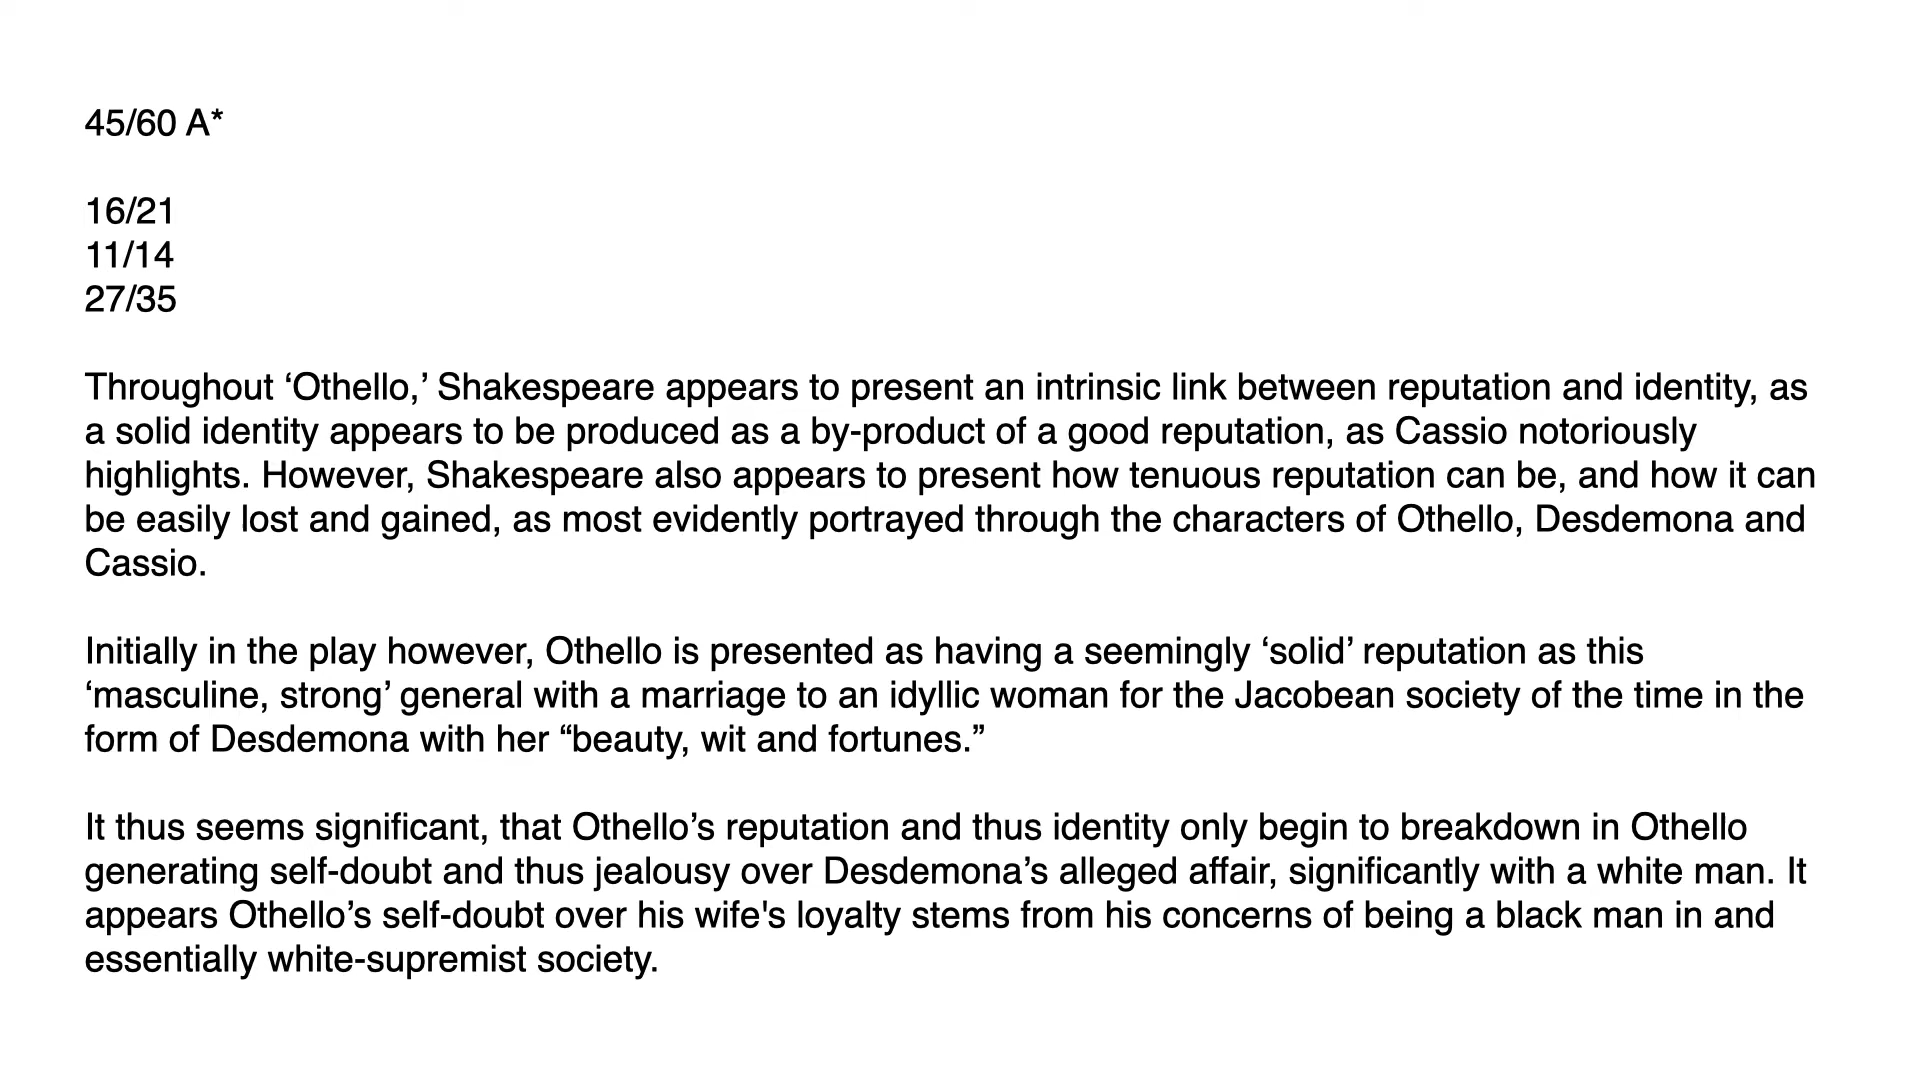 45/60 A*
16/21
11/14
27/35
Throughout ‘Othello,’ Shakespeare appears to present an intrinsic link between reputation and identity, as
a solid identity appears to be produced as a by-product of a good reputation, as Cassio notoriously
highlights. However, Shakespeare also appears to present how tenuous reputation can be, and how it can
be easily lost and gained, as most evidently portrayed through the characters of Othello, Desdemona and
Cassio.
Initially in the play however, Othello is presented as having a seemingly ‘solid’ reputation as this
‘masculine, strong’ general with a marriage to an idyllic woman for the Jacobean society of the time in the
form of Desdemona with her “beauty, wit and fortunes.”
It thus seems significant, that Othello’s reputation and thus identity only begin to breakdown in Othello
generating self-doubt and thus jealousy over Desdemona’s alleged affair, significantly with a white man. It
appears Othello’s self-doubt over his wife's loyalty stems from his concerns of being a black man in and
essentially white-supremist society.